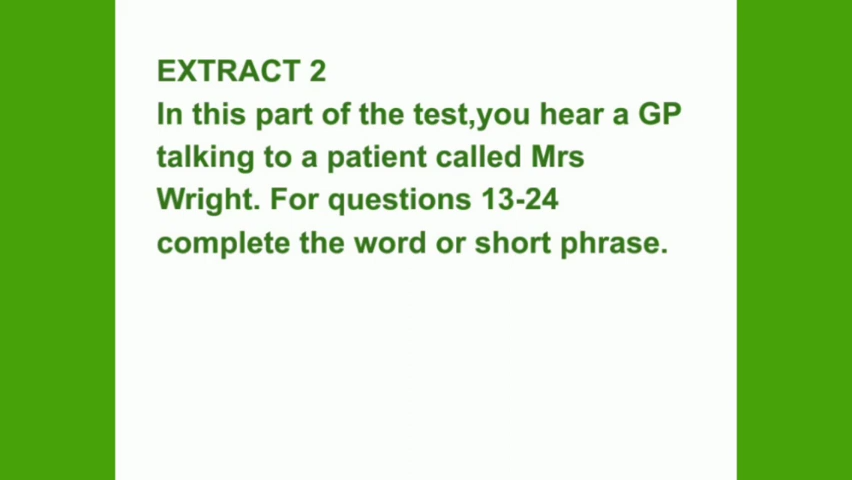 EXTRACT 2
In this part of the test,you hear a GP
talking to a patient called Mrs
Wright. For questions 13-24
complete the word or short phrase.